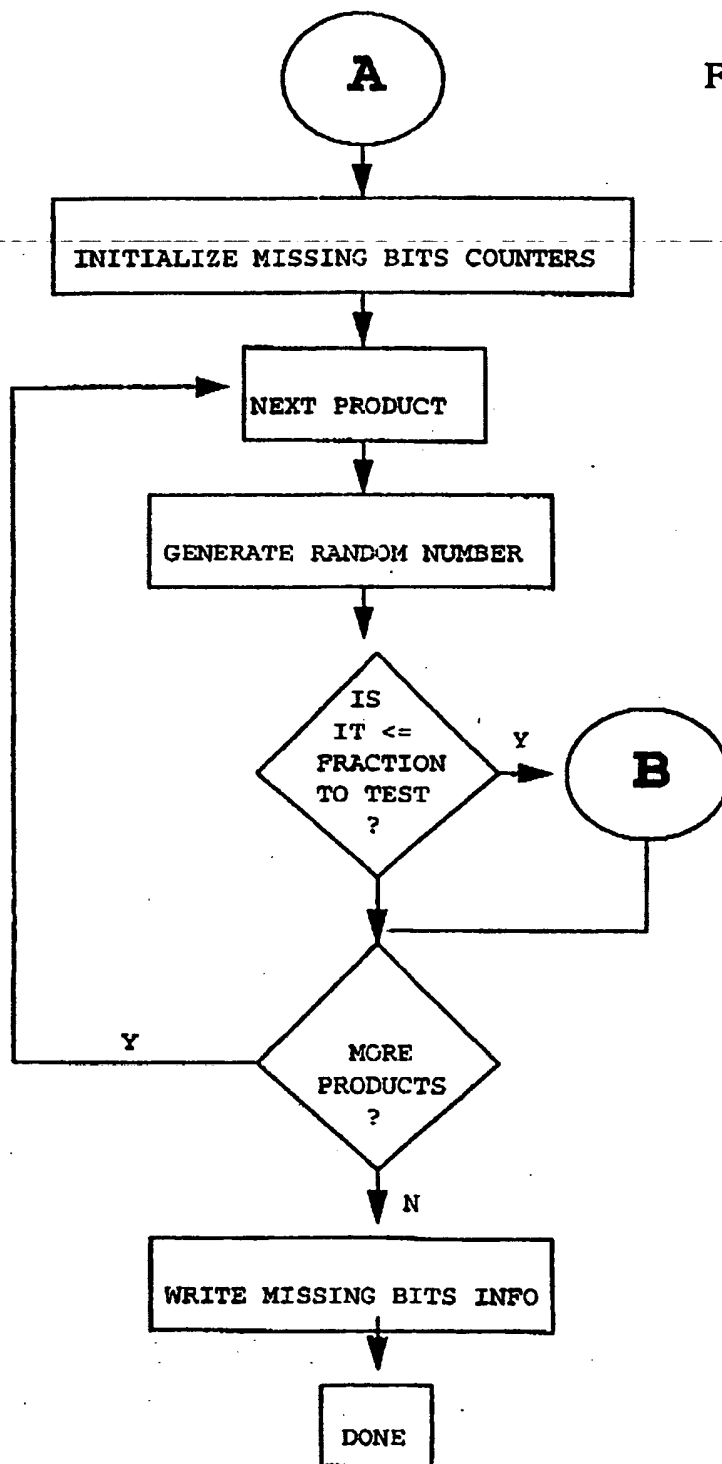 A
F
INITIALIZE MISSING BITS COUNTERS
NEXT PRODUCT
GENERATE RANDOM NUMBER
IS
IT <=
FRACTION
TO TEST
?
Y
B
Y
MORE
PRODUCTS
?
N
WRITE MISSING BITS INFO
DONE